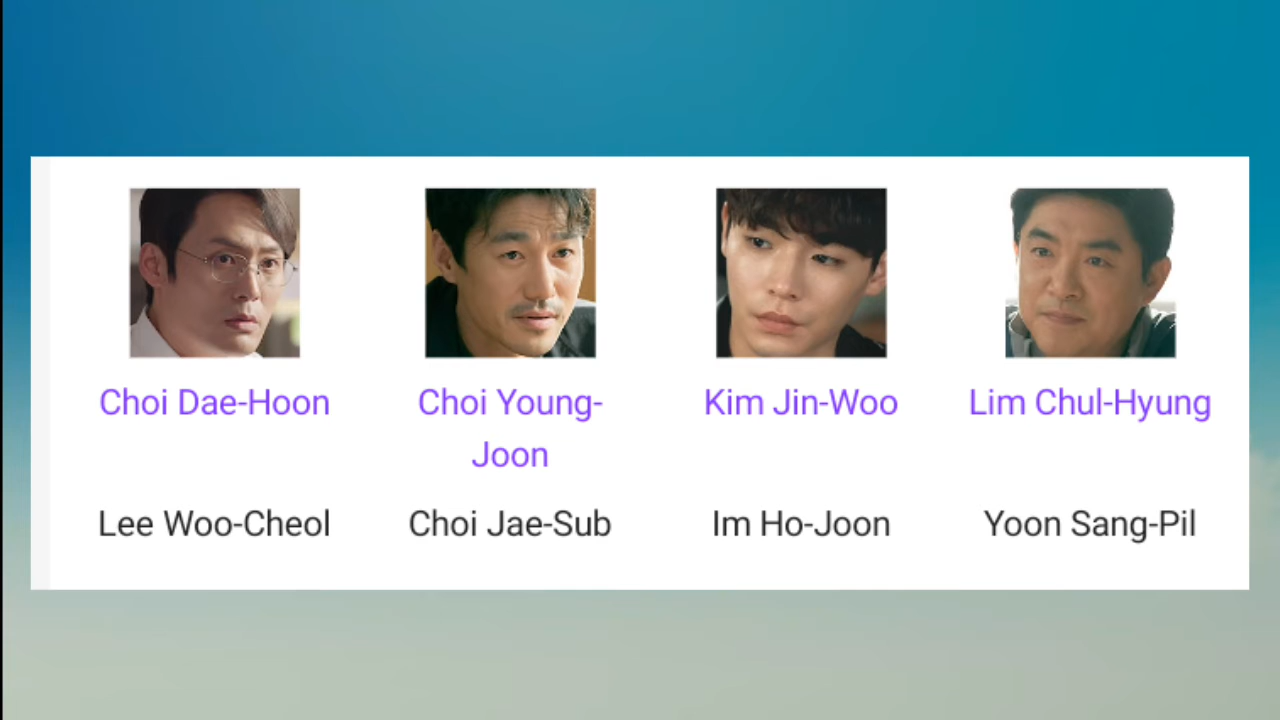 Choi Dae-Hoon
Choi Young-
Joon
Kim Jin-Woo
Lim Chul-Hyung
Lee Woo-Cheol
Choi Jae-Sub
Im Ho-Joon
Yoon Sang-Pil